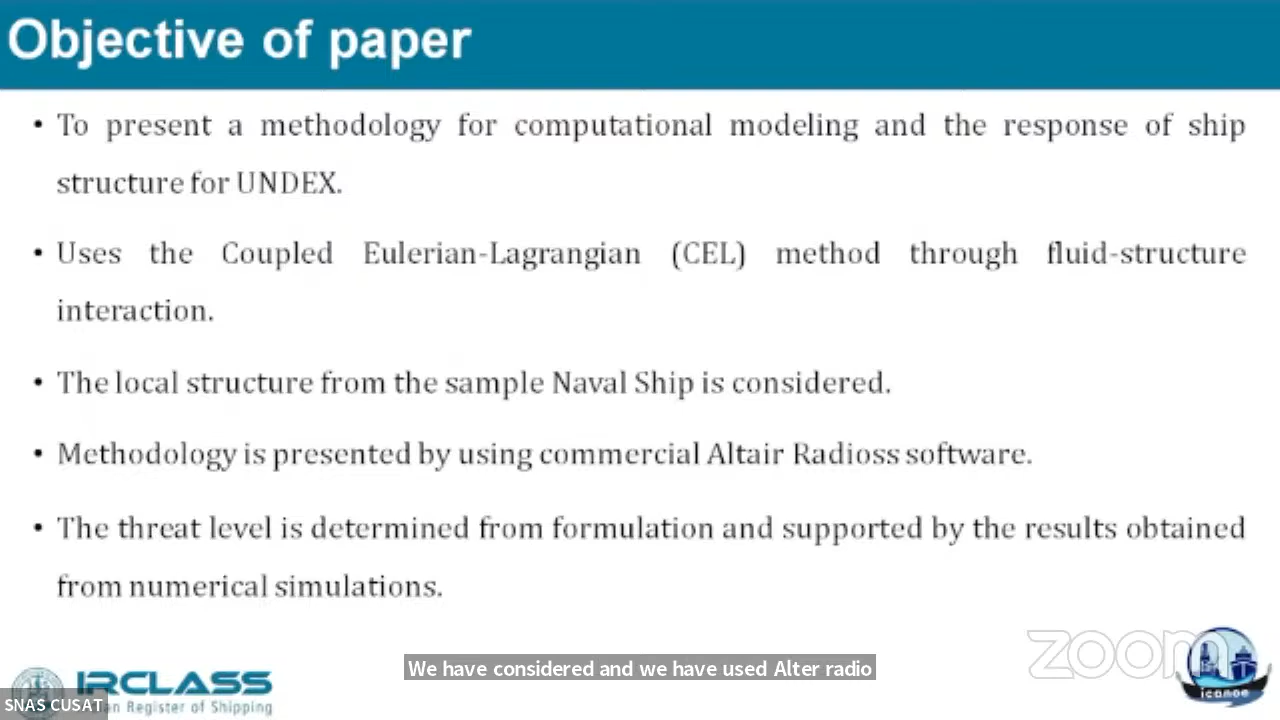 Objective of paper
• To present a methodology for computational modeling and the response of ship
structure for UNDEX.
• Uses the Coupled Eulerian-Lagrangian (CEL) method through fluid-structure
interaction.
• The local structure from the sample Naval Ship is considered.
• Methodology is presented by using commercial Altair Radioss software.
• The threat level is determined from formulation and supported by the results obtained
from numerical simulations.
We have considered and we have used Alter radio
zoom
icanoe
IRCLASS
an Register of Shipping
SNAS CUSAT